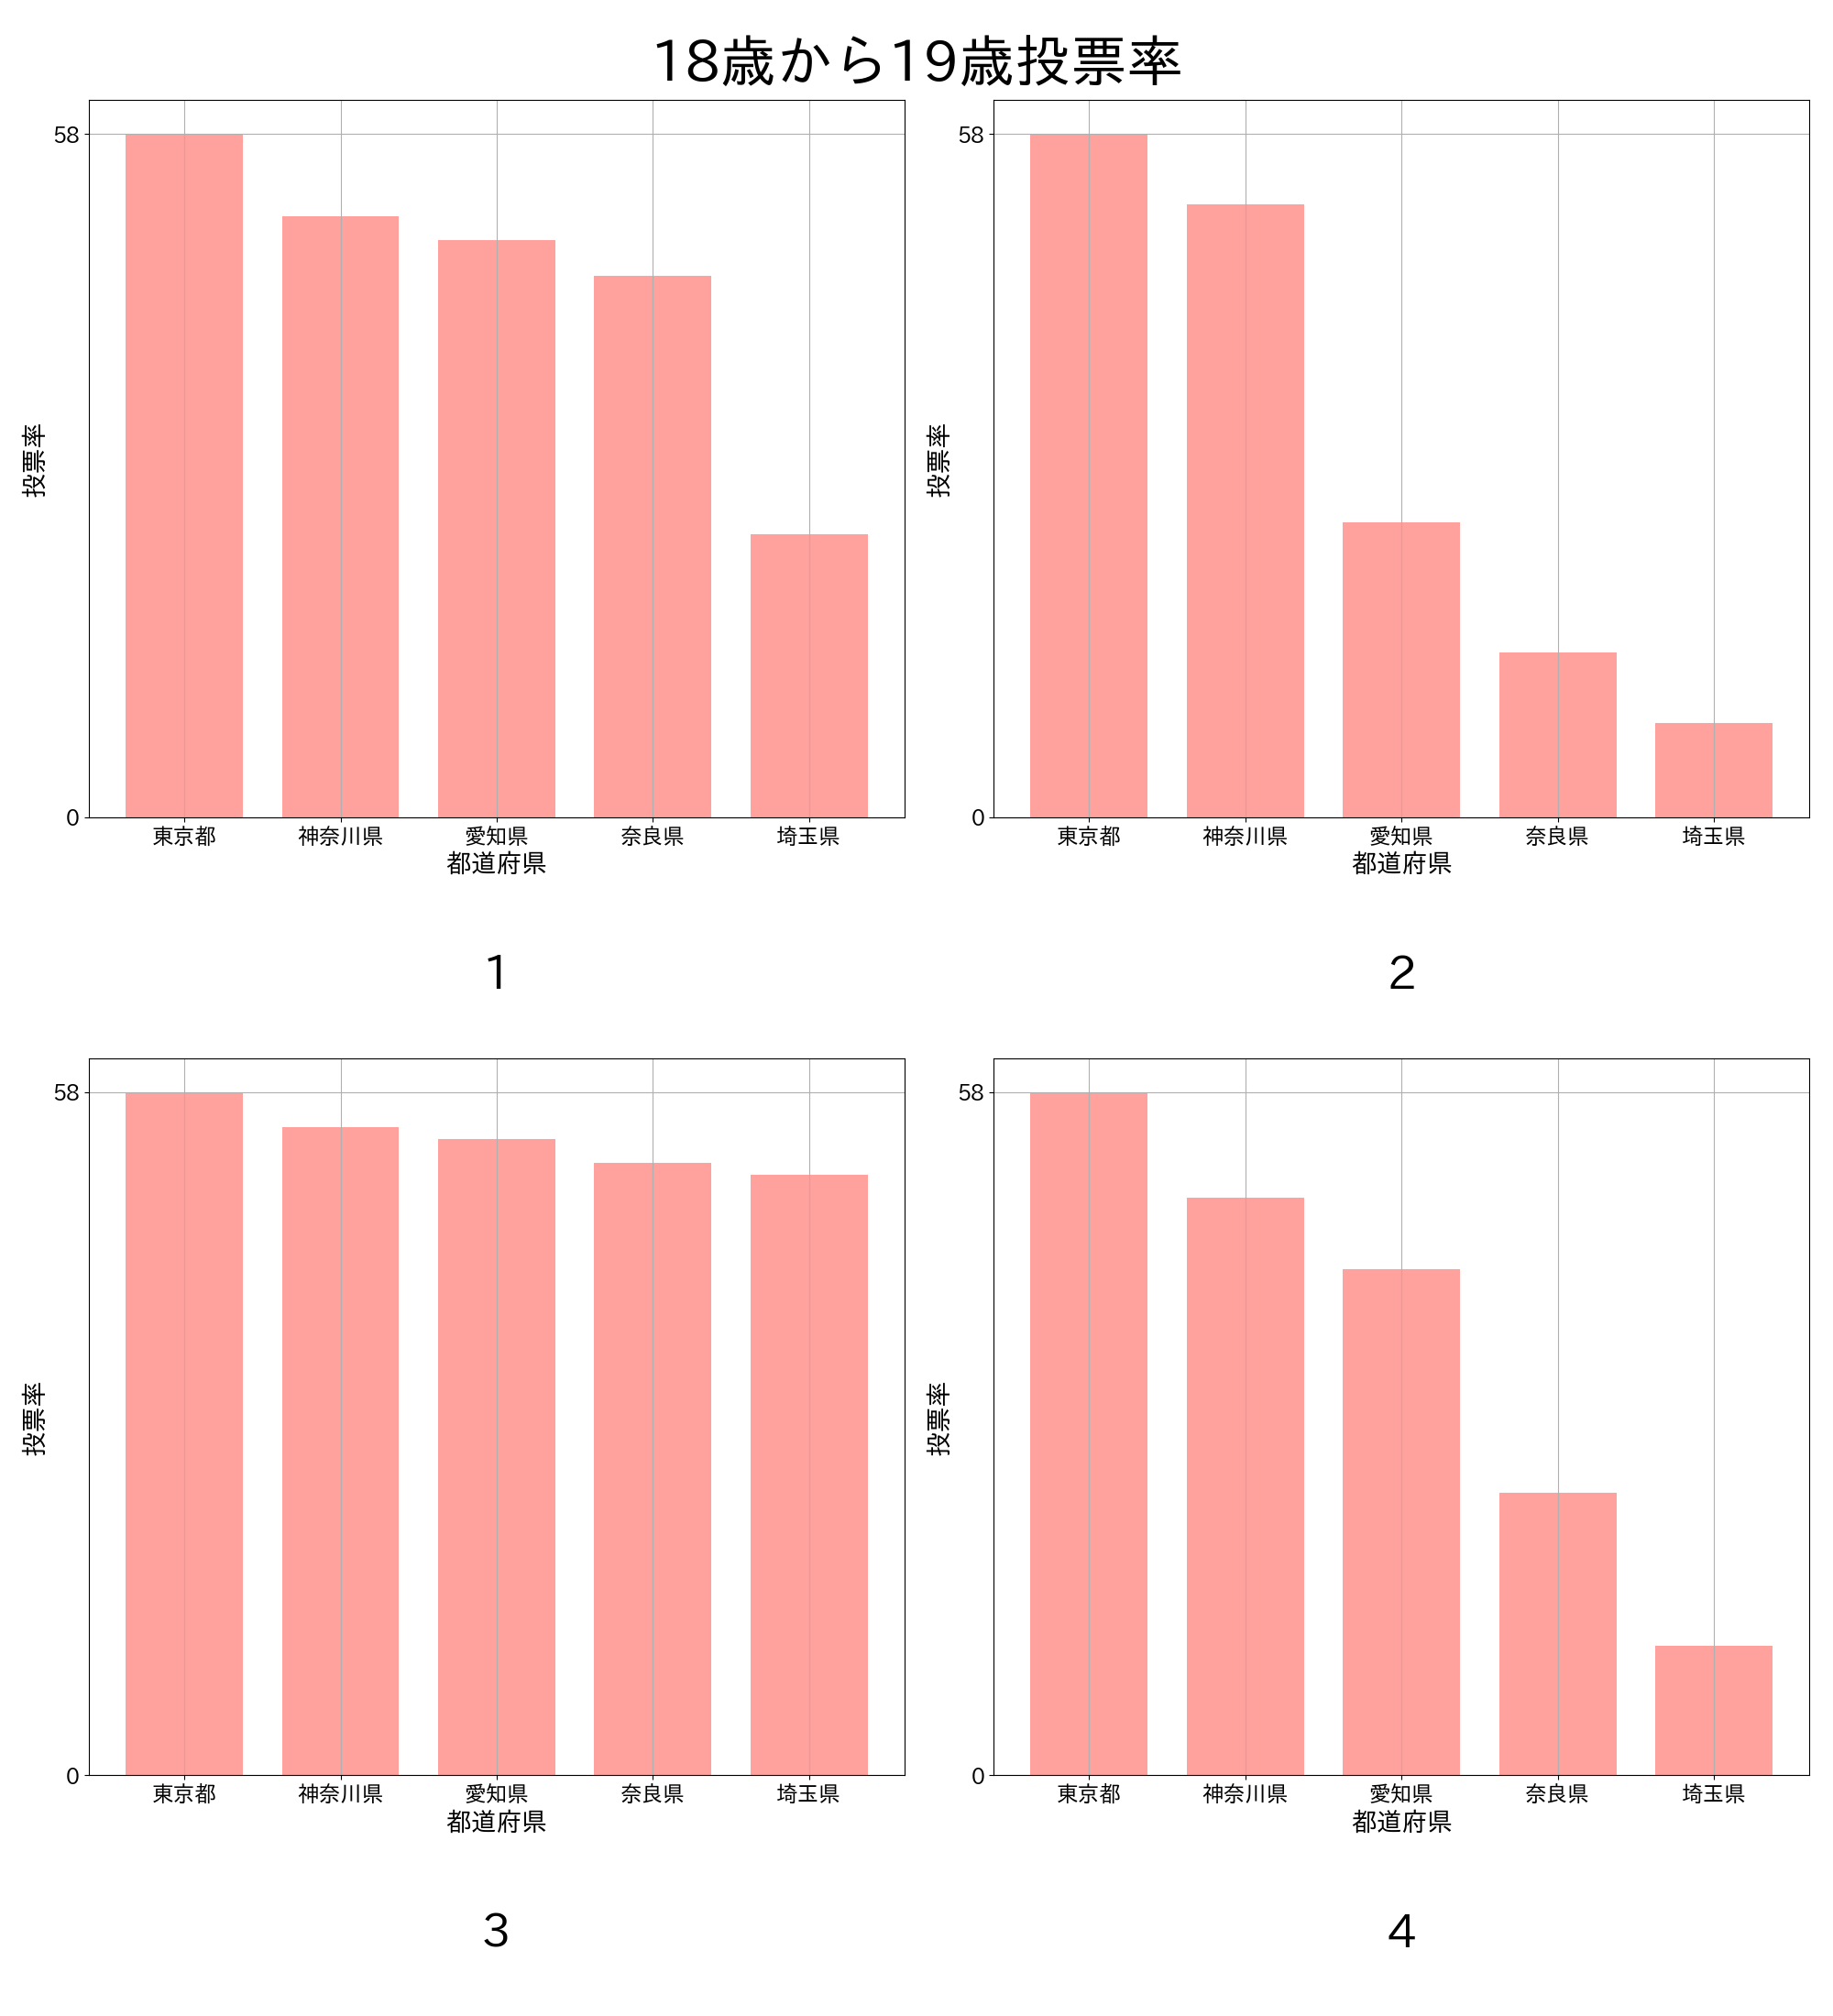 18歳から19歳投票率
58
0
投票率
東京都 神奈川県 愛知県 奈良県 埼玉県
都道府県
1
58
0
投票率
東京都 神奈川県 愛知県 奈良県 埼玉県
都道府県
2
58
0
投票率
東京都 神奈川県 愛知県 奈良県 埼玉県
都道府県
3
58
0
投票率
東京都 神奈川県 愛知県 奈良県 埼玉県
都道府県
4